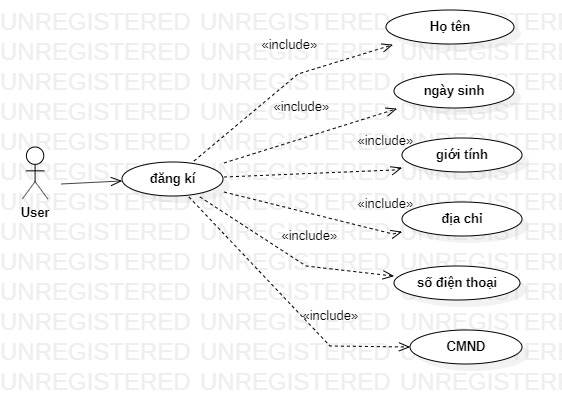 UNREGISTERED UNREGISTERED UNREGISTERED
Họ tên
«include»
ngày sinh
«include»
«include»
giới tính
đăng kí
User
«include»
địa chỉ
«include»
số điện thoại
«include»
CMND